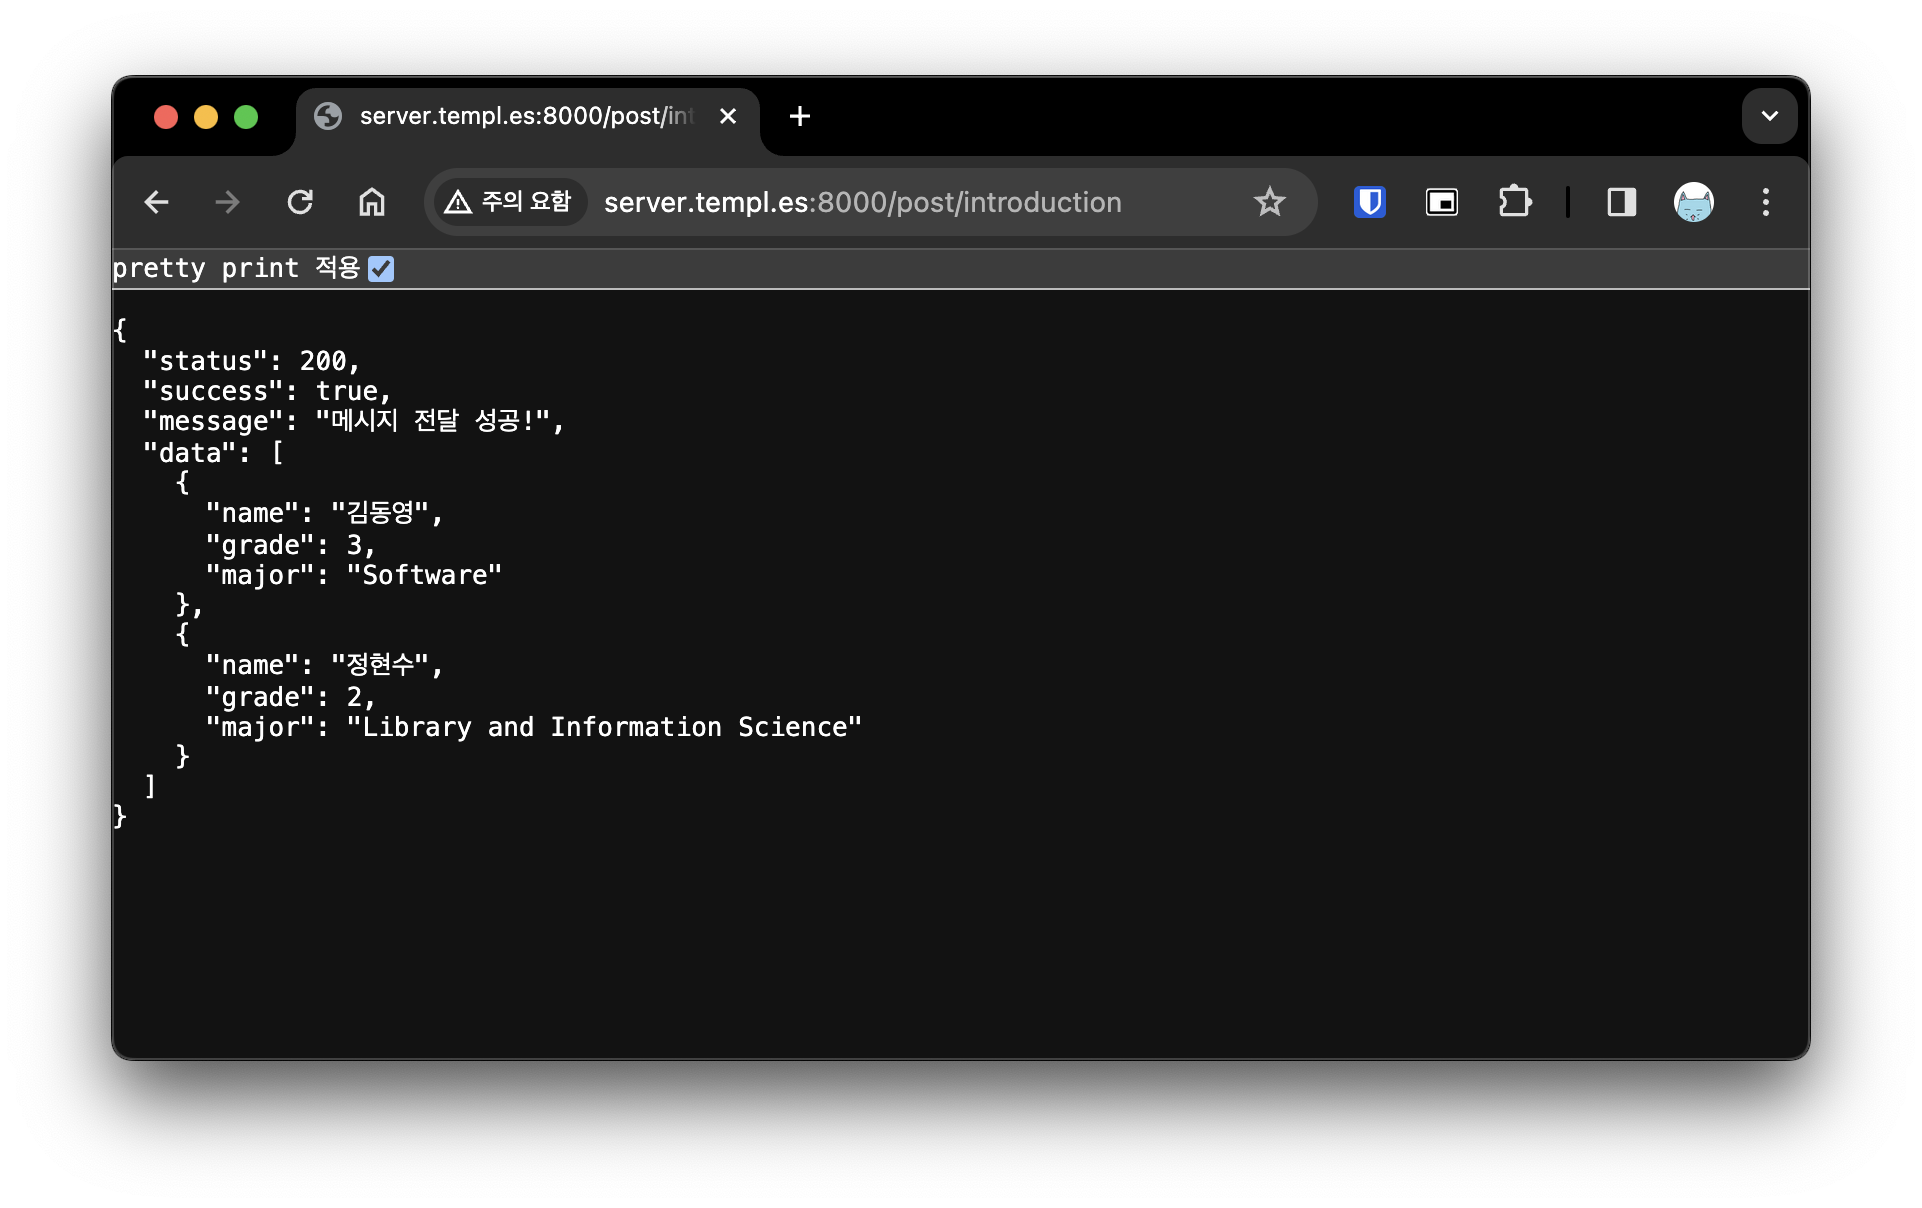 server.templ.es:8000/post/int
주의 요함
server.templ.es:8000/post/introduction
pretty print 적용
{
  "status": 200,
  "success": true,
  "message": "메시지 전달 성공!",
  "data": [
    {
      "name": "김동영",
      "grade": 3,
      "major": "Software"
    },
    {
      "name": "정현수",
      "grade": 2,
      "major": "Library and Information Science"
    }
  ]
}